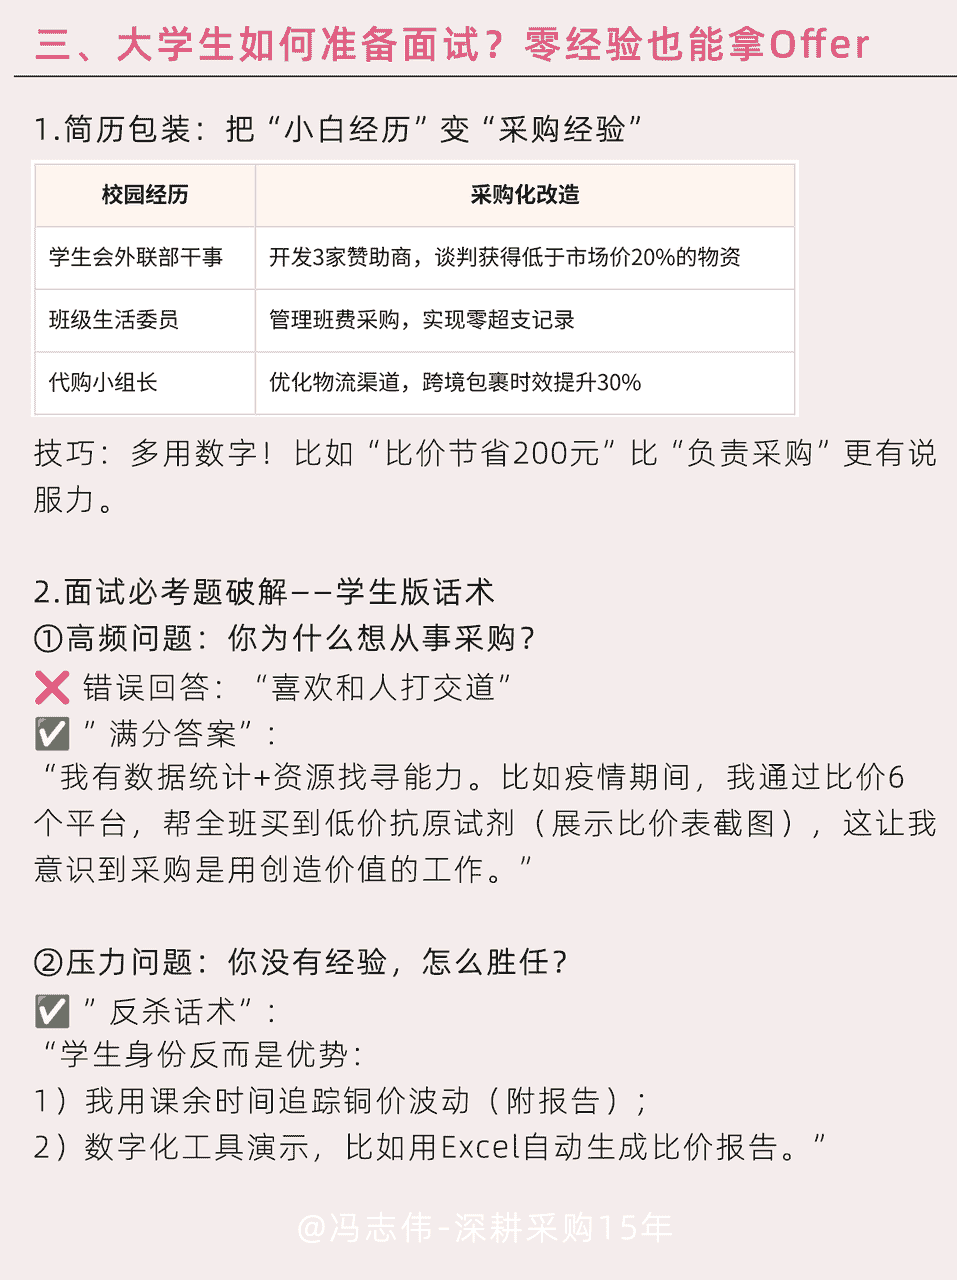 三、大学生如何准备面试？零经验也能拿Offer
1.简历包装：把“小白经历”变“采购经验”
校园经历 采购化改造
学生会外联部干事 开发3家赞助商，谈判获得低于市场价20%的物资
班级生活委员 管理班费采购，实现零超支记录
代购小组长 优化物流渠道，跨境包裹时效提升30%
技巧：多用数字！比如“比价节省200元”比“负责采购”更有说
服力。
2.面试必考题破解——学生版话术
①高频问题：你为什么想从事采购？
❌ 错误回答：“喜欢和人打交道”
✅ ”满分答案”：
“我有数据统计+资源找寻能力。比如疫情期间，我通过比价6
个平台，帮全班买到低价抗原试剂（展示比价表截图），这让我
意识到采购是用创造价值的工作。”
②压力问题：你没有经验，怎么胜任？
✅ ”反杀话术”：
“学生身份反而是优势：
1）我用课余时间追踪铜价波动（附报告）；
2）数字化工具演示，比如用Excel自动生成比价报告。”
@冯志伟-深耕采购15年